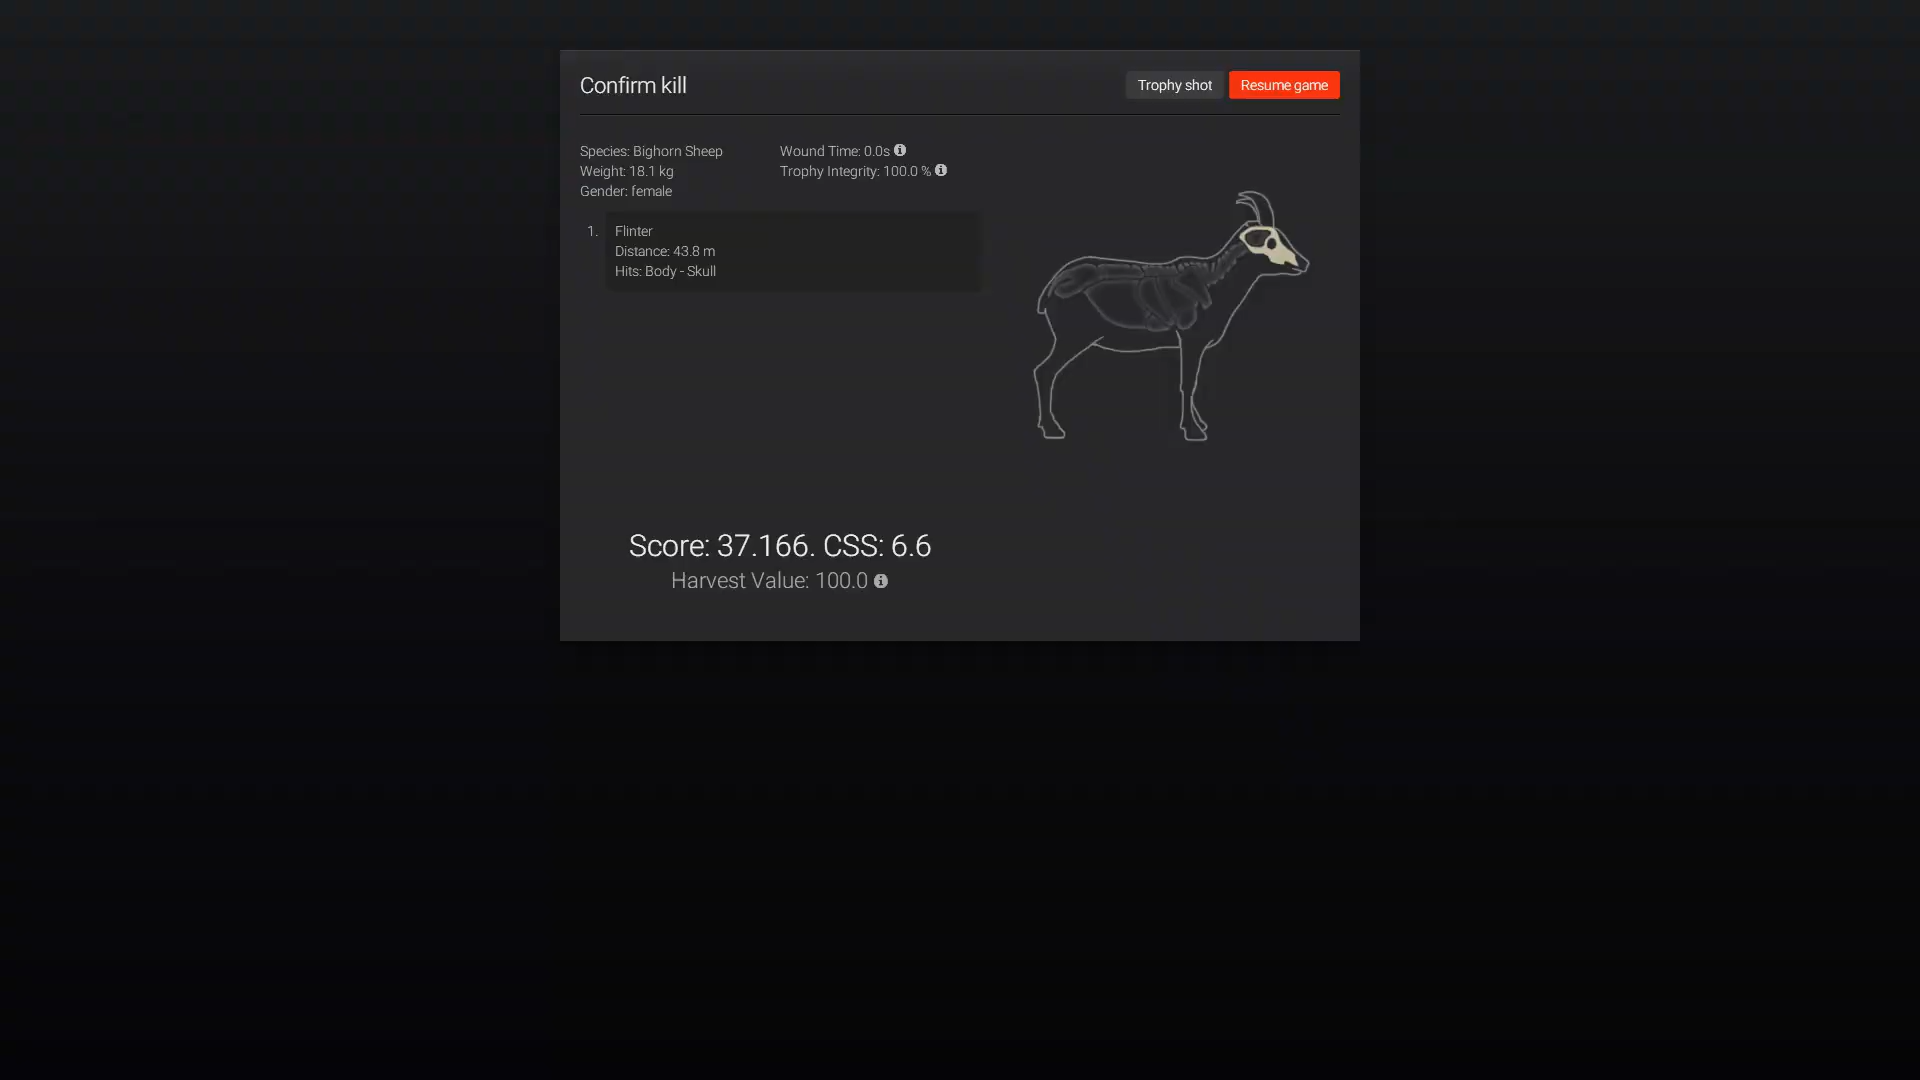 Confirm kill
Trophy shot
Resume game
Species: Bighorn Sheep
Weight: 18.1 kg
Gender: female
Wound Time: 0.0s
Trophy Integrity: 100.0 %
1.
Flinter
Distance: 43.8 m
Hits: Body - Skull
Score: 37.166. CSS: 6.6
Harvest Value: 100.0